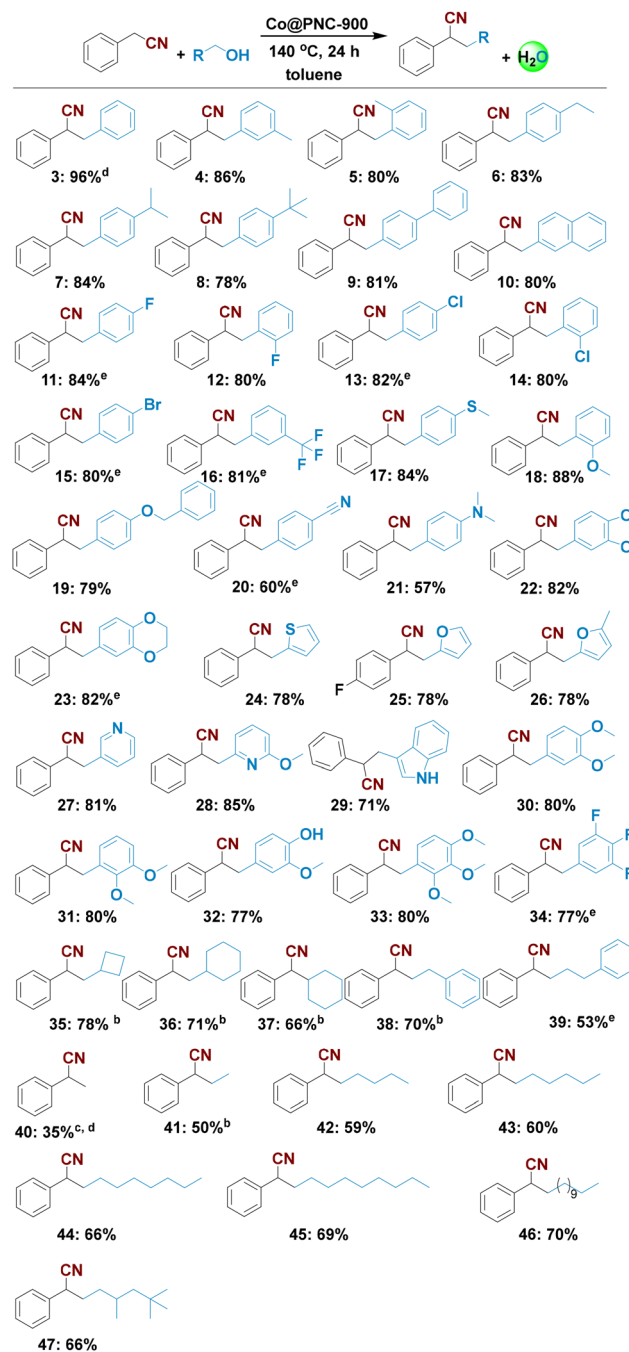 Co@PNC-900
CN + R OH 140 °C, 24 h CN R + H2O
toluene
CN CN CN CN
3: 96%d 4: 86% 5: 80% 6: 83%
CN CN CN CN
7: 84% 8: 78% 9: 81% 10: 80%
CN F CN F CN Cl CN Cl
11: 84%e 12: 80% 13: 82%e 14: 80%
CN Br CN F F F CN S CN O
15: 80%e 16: 81%e 17: 84% 18: 88%
CN O CN N CN N CN
19: 79% 20: 60%e 21: 57% 22: 82%
CN O O CN S F CN O CN O
23: 82%e 24: 78% 25: 78% 26: 78%
CN N CN N O CN NH CN O O
27: 81% 28: 85% 29: 71% 30: 80%
CN O O CN OH O CN O O O CN F F F
31: 80% 32: 77% 33: 80% 34: 77%e
CN CN CN CN CN
35: 78% b 36: 71%b 37: 66%b 38: 70%b 39: 53%e
CN CN CN CN
40: 35%c, d 41: 50%b 42: 59% 43: 60%
CN CN CN 9
44: 66% 45: 69% 46: 70%
CN
47: 66%